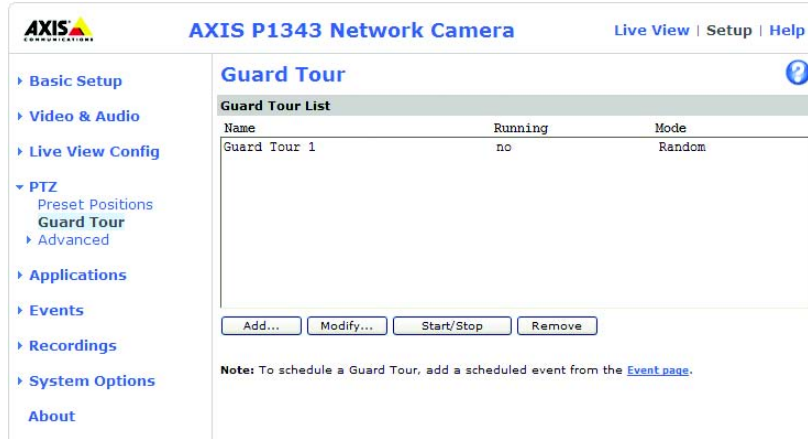 AXIS
COMMUNICATIONS
AXIS P1343 Network Camera
Live View | Setup | Help
Basic Setup
Video & Audio
Live View Config
PTZ
Preset Positions
Guard Tour
Advanced
Applications
Events
Recordings
System Options
About
Guard Tour
?
Guard Tour List
Name Running Mode
Guard Tour 1 no Random
Add... Modify... Start/Stop Remove
Note: To schedule a Guard Tour, add a scheduled event from the Event page.